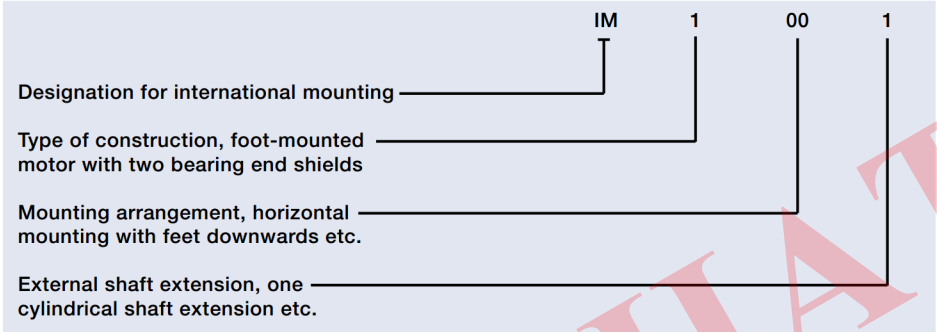 IM 1 00 1
Designation for international mounting
Type of construction, foot-mounted
motor with two bearing end shields
Mounting arrangement, horizontal
mounting with feet downwards etc.
External shaft extension, one
cylindrical shaft extension etc.